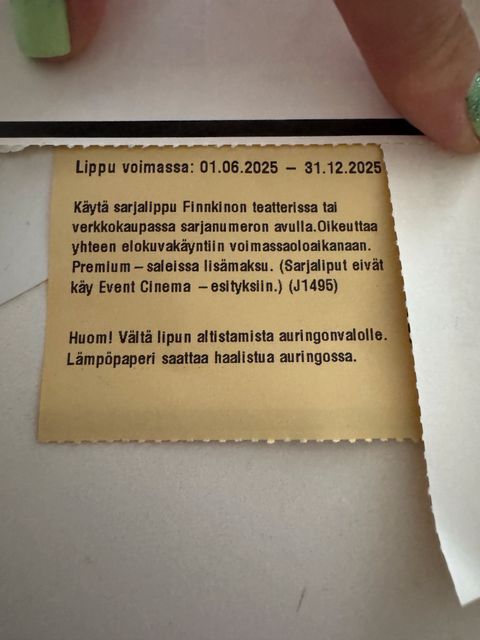 Lippu voimassa: 01.06.2025 – 31.12.2025
Käytä sarjalippu Finnkinon teatterissa tai
verkkokaupassa sarjanumeron avulla.Oikeuttaa
yhteen elokuvakäyntiin voimassaoloaikanaan.
Premium – saleissa lisämaksu. (Sarjaliput eivät
käy Event Cinema – esityksiin.) (J1495)
Huom! Vältä lipun altistamista auringonvalolle.
Lämpöpaperi saattaa haalistua auringossa.